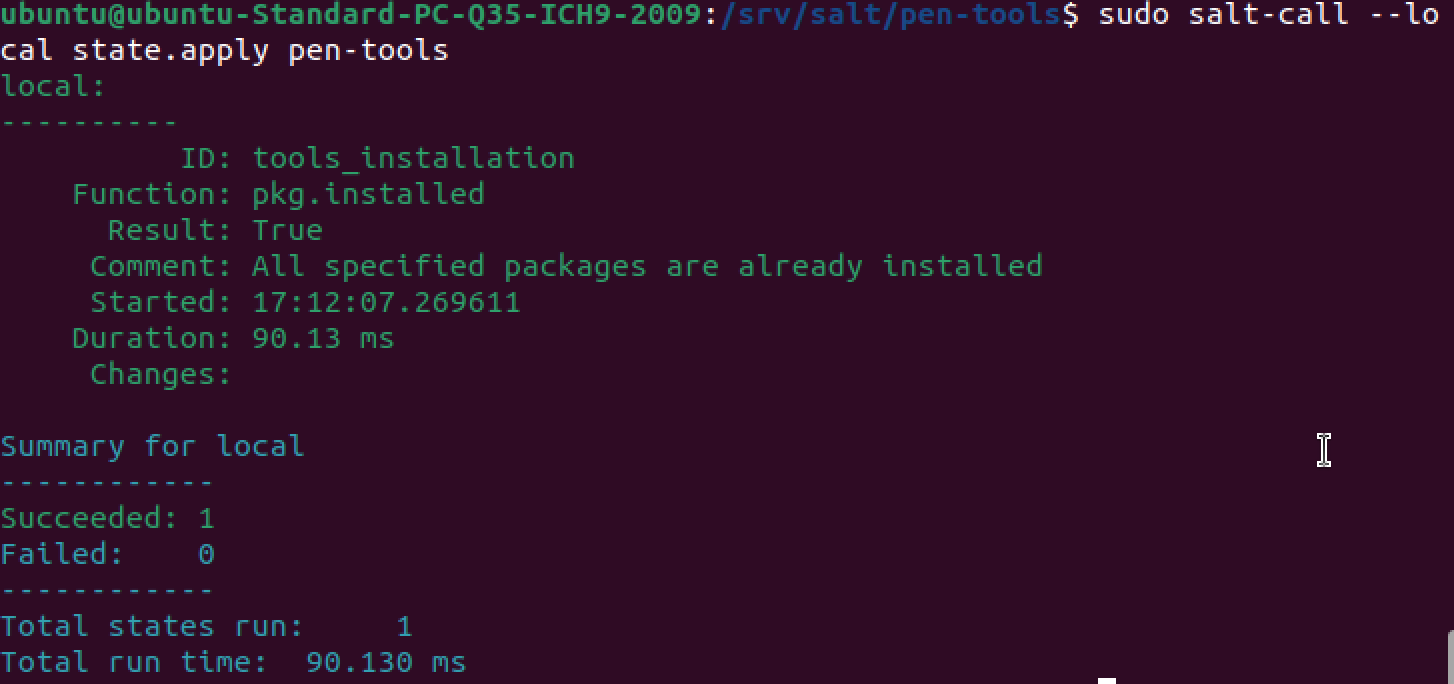 ubuntu@ubuntu-Standard-PC-Q35-ICH9-2009:/srv/salt/pen-tools$ sudo salt-call --lo
cal state.apply pen-tools
local:
----------
          ID: tools_installation
    Function: pkg.installed
      Result: True
     Comment: All specified packages are already installed
     Started: 17:12:07.269611
    Duration: 90.13 ms
     Changes:

Summary for local
------------
Succeeded: 1
Failed:    0
------------
Total states run:     1
Total run time:  90.130 ms